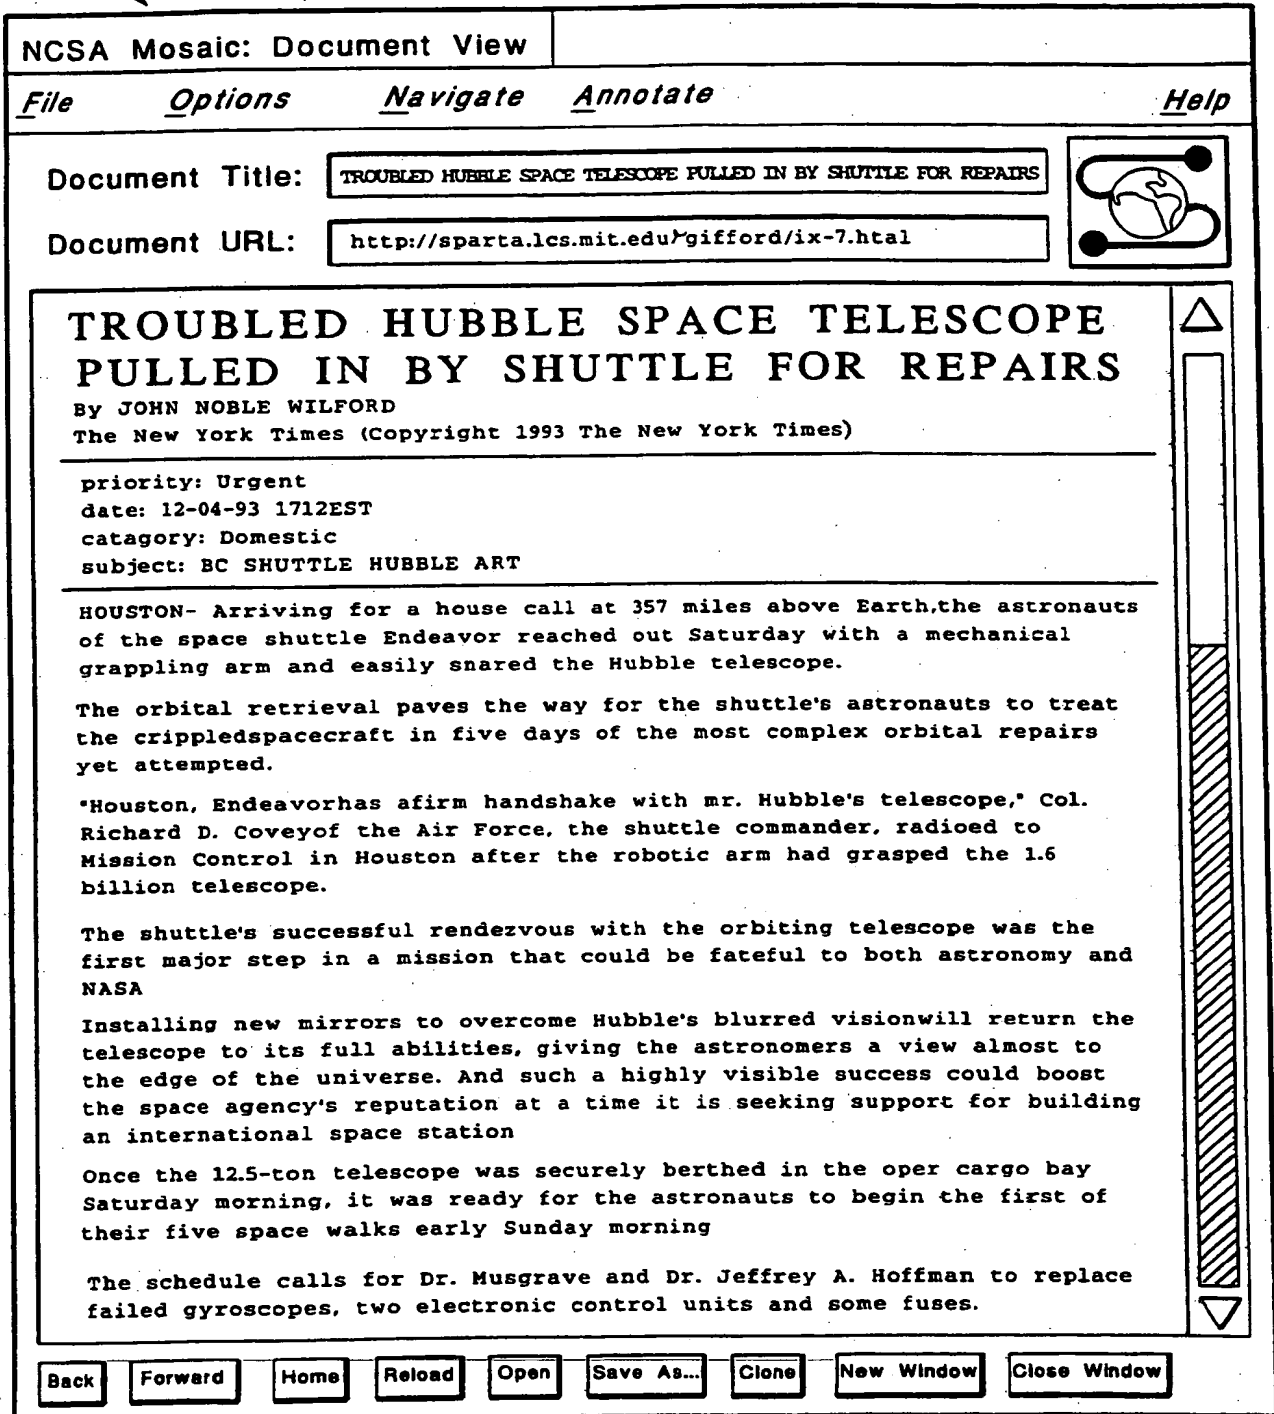 NCSA Mosaic: Document View
File Options Navigate Annotate Help
Document Title: TROUBLED HUBBLE SPACE TELESCOPE PULLED IN BY SHUTTLE FOR REPAIRS
Document URL: http://sparta.lcs.mit.edu/~gifford/ix-7.htal
TROUBLED HUBBLE SPACE TELESCOPE
PULLED IN BY SHUTTLE FOR REPAIRS
By JOHN NOBLE WILFORD
The New York Times (Copyright 1993 The New York Times)
priority: Urgent
date: 12-04-93 1712EST
catagory: Domestic
subject: BC SHUTTLE HUBBLE ART
HOUSTON- Arriving for a house call at 357 miles above Earth,the astronauts
of the space shuttle Endeavor reached out Saturday with a mechanical
grappling arm and easily snared the Hubble telescope.
The orbital retrieval paves the way for the shuttle's astronauts to treat
the crippledspacecraft in five days of the most complex orbital repairs
yet attempted.
"Houston, Endeavorhas afirm handshake with mr. Hubble's telescope," Col.
Richard D. Coveyof the Air Force, the shuttle commander, radioed to
Mission Control in Houston after the robotic arm had grasped the 1.6
billion telescope.
The shuttle's successful rendezvous with the orbiting telescope was the
first major step in a mission that could be fateful to both astronomy and
NASA
Installing new mirrors to overcome Hubble's blurred visionwill return the
telescope to its full abilities, giving the astronomers a view almost to
the edge of the universe. And such a highly visible success could boost
the space agency's reputation at a time it is seeking support for building
an international space station
Once the 12.5-ton telescope was securely berthed in the oper cargo bay
Saturday morning, it was ready for the astronauts to begin the first of
their five space walks early Sunday morning
The schedule calls for Dr. Musgrave and Dr. Jeffrey A. Hoffman to replace
failed gyroscopes, two electronic control units and some fuses.
Back Forward Home Reload Open Save As... Clone New Window Close Window